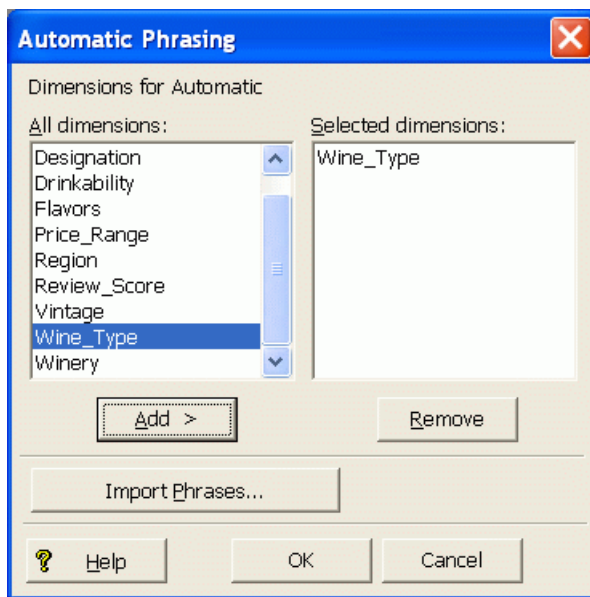 Automatic Phrasing
Dimensions for Automatic
All dimensions:
Designation
Drinkability
Flavors
Price_Range
Region
Review_Score
Vintage
Wine_Type
Winery
Selected dimensions:
Wine_Type
Add >
Remove
Import Phrases...
? Help
OK
Cancel